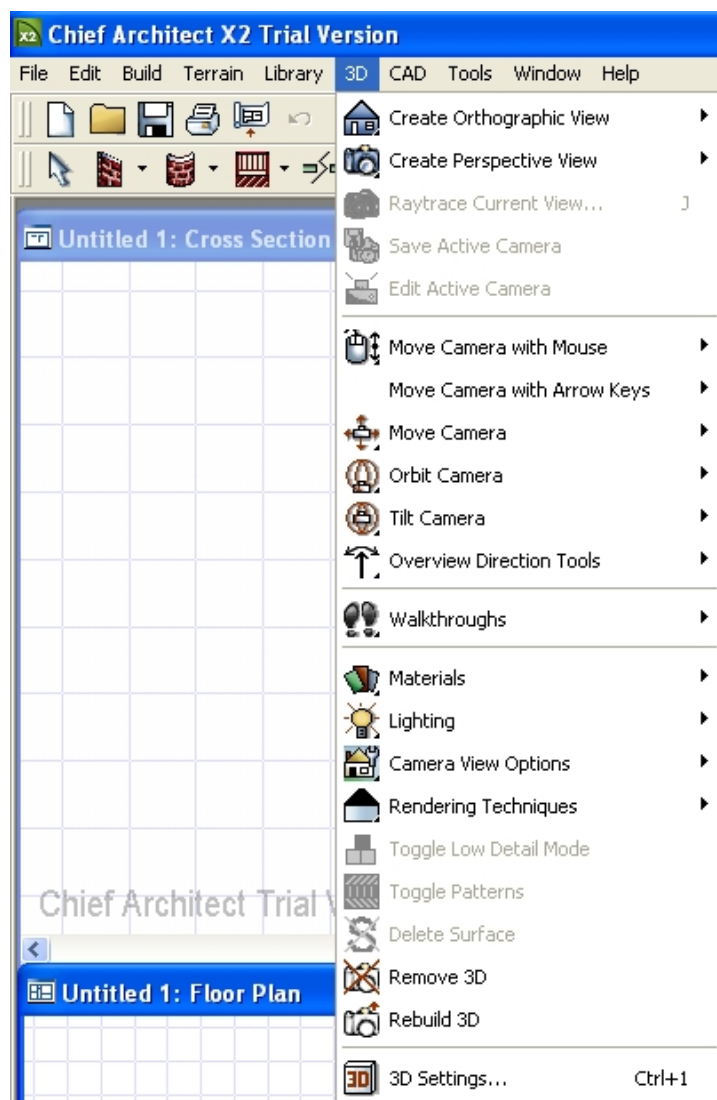 X2 Chief Architect X2 Trial Version
File Edit Build Terrain Library 3D CAD Tools Window Help
Create Orthographic View
Create Perspective View
Raytrace Current View... J
Untitled 1: Cross Section
Save Active Camera
Edit Active Camera
Move Camera with Mouse
Move Camera with Arrow Keys
Move Camera
Orbit Camera
Tilt Camera
Overview Direction Tools
Walkthroughs
Materials
Lighting
Camera View Options
Rendering Techniques
Toggle Low Detail Mode
Toggle Patterns
Chief Architect Trial V
Delete Surface
Remove 3D
Untitled 1: Floor Plan
Rebuild 3D
3D 3D Settings... Ctrl+1